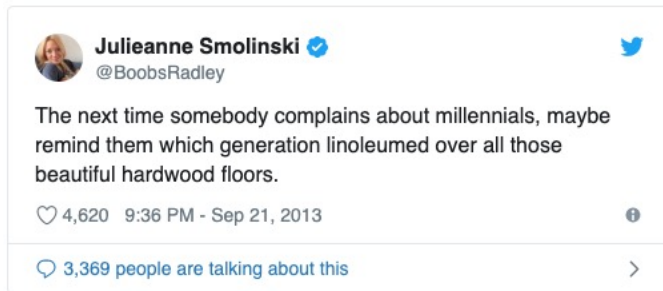 Julieanne Smolinski
@BoobsRadley
The next time somebody complains about millennials, maybe
remind them which generation linoleumed over all those
beautiful hardwood floors.
4,620 9:36 PM - Sep 21, 2013
3,369 people are talking about this